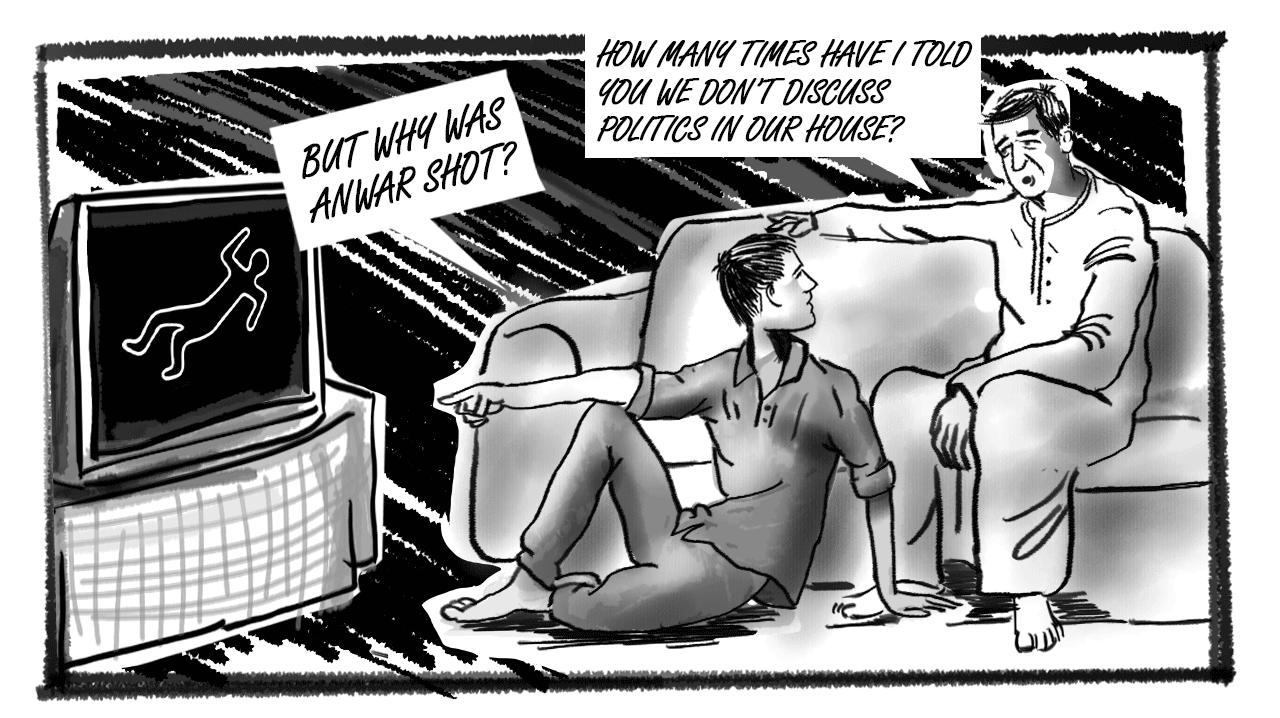 BUT WHY WAS
ANWAR SHOT?
HOW MANY TIMES HAVE I TOLD
YOU WE DON'T DISCUSS
POLITICS IN OUR HOUSE?